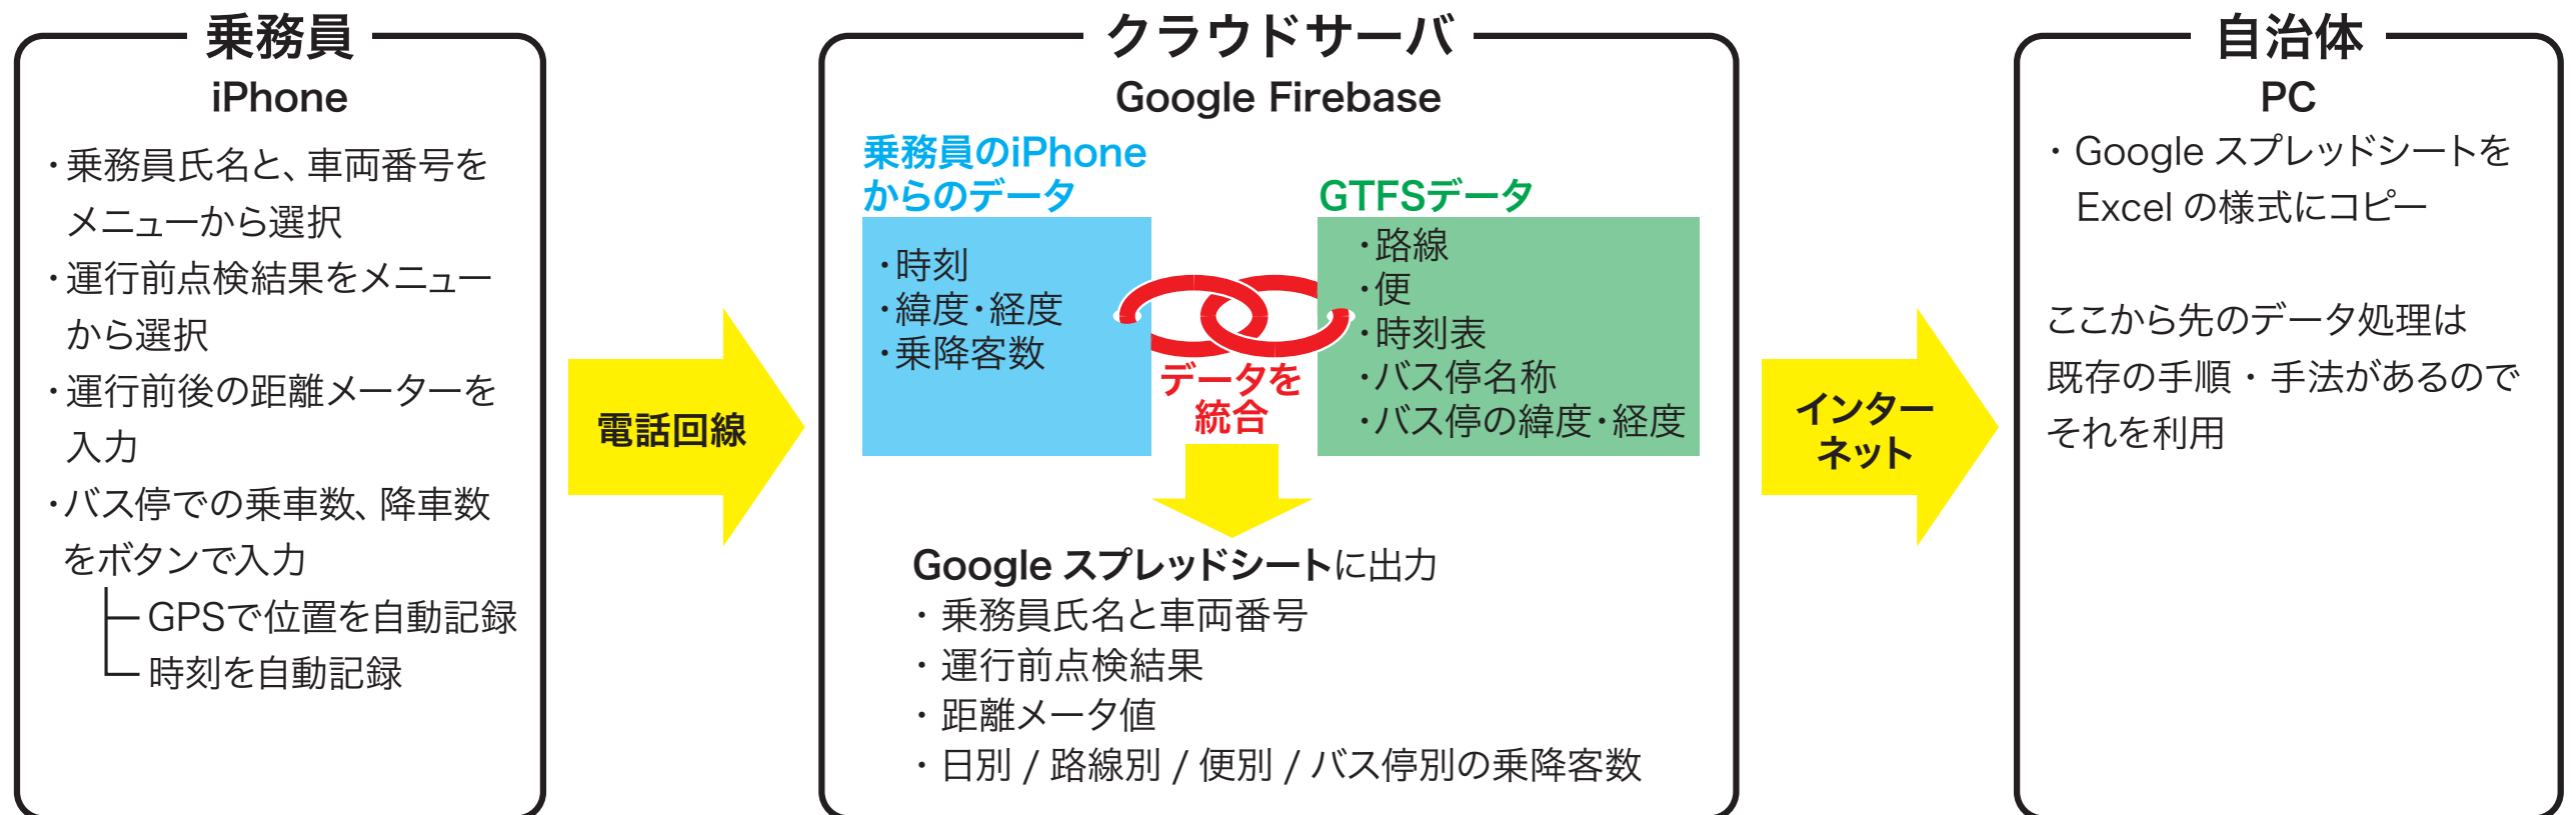 乗務員
iPhone
・乗務員氏名と、車両番号を
メニューから選択
・運行前点検結果をメニュー
から選択
・運行前後の距離メーターを
入力
・バス停での乗車数、降車数
をボタンで入力
GPSで位置を自動記録
時刻を自動記録
電話回線
クラウドサーバ
Google Firebase
乗務員のiPhone
からのデータ
・時刻
・緯度・経度
・乗降客数
GTFSデータ
・路線
・便
・時刻表
・バス停名称
・バス停の緯度・経度
データを
統合
Google スプレッドシートに出力
・乗務員氏名と車両番号
・運行前点検結果
・距離メータ値
・日別 / 路線別 / 便別 / バス停別の乗降客数
インター
ネット
自治体
PC
・Google スプレッドシートを
Excel の様式にコピー
ここから先のデータ処理は
既存の手順・手法があるので
それを利用